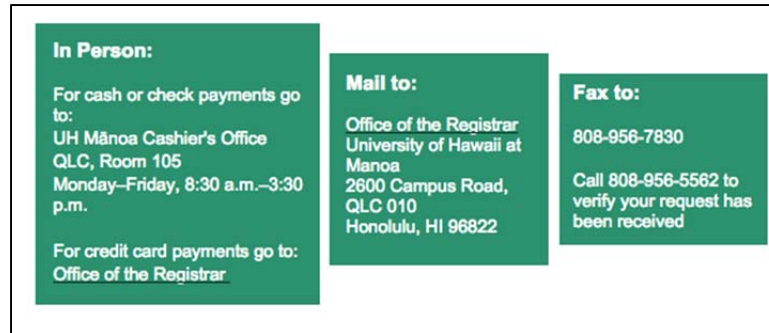 In Person:
For cash or check payments go
to:
UH Mānoa Cashier's Office
QLC, Room 105
Monday–Friday, 8:30 a.m.–3:30
p.m.
For credit card payments go to:
Office of the Registrar
Mail to:
Office of the Registrar
University of Hawaii at
Manoa
2600 Campus Road,
QLC 010
Honolulu, HI 96822
Fax to:
808-956-7830
Call 808-956-5562 to
verify your request has
been received